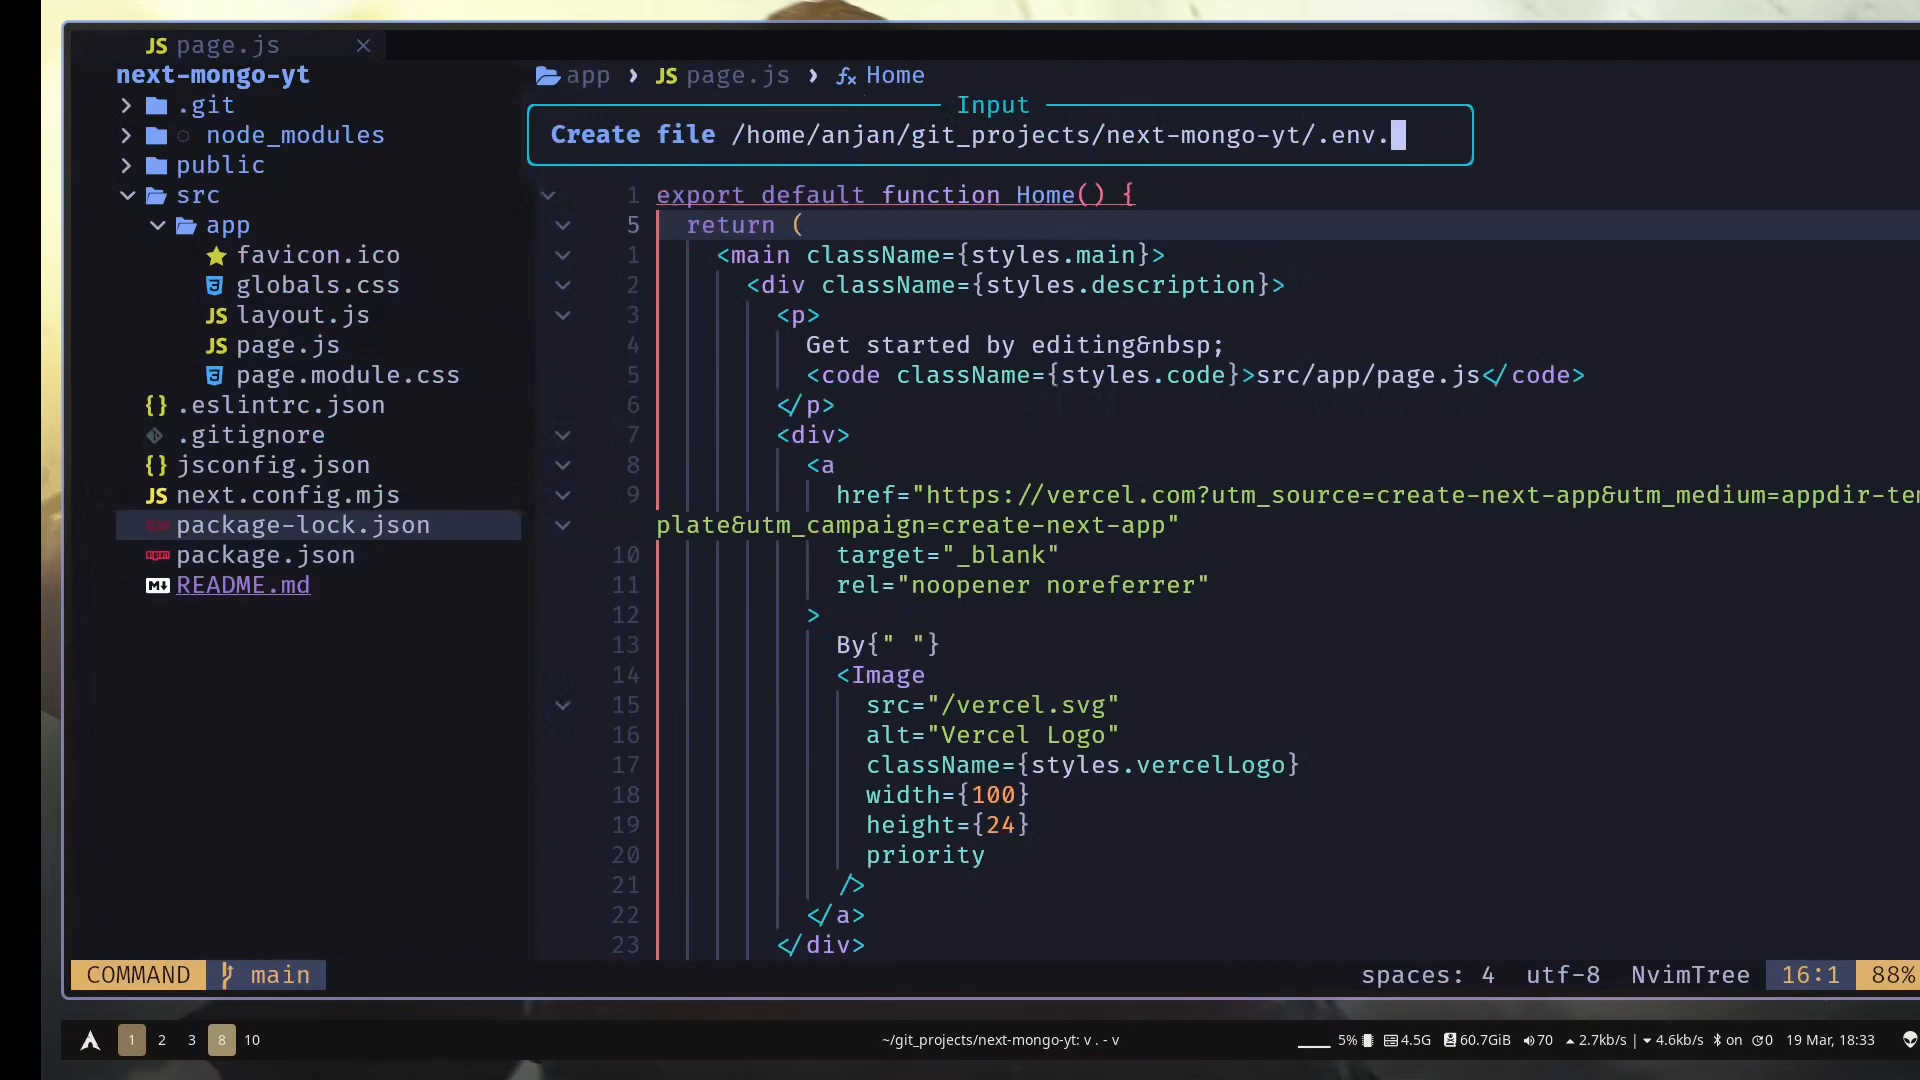 JS page.js ×
next-mongo-yt
.git
node_modules
public
src
app
favicon.ico
globals.css
JS layout.js
JS page.js
page.module.css
{} .eslintrc.json
.gitignore
{} jsconfig.json
JS next.config.mjs
package-lock.json
package.json
M↓ README.md
app › JS page.js › fx Home
Input
Create file /home/anjan/git_projects/next-mongo-yt/.env.
1 export default function Home() {
5 return (
1 <main className={styles.main}>
2 <div className={styles.description}>
3 <p>
4 Get started by editing&nbsp;
5 <code className={styles.code}>src/app/page.js</code>
6 </p>
7 <div>
8 <a
9 href="https://vercel.com?utm_source=create-next-app&utm_medium=appdir-tem
plate&utm_campaign=create-next-app"
10 target="_blank"
11 rel="noopener noreferrer"
12 >
13 By{" "}
14 <Image
15 src="/vercel.svg"
16 alt="Vercel Logo"
17 className={styles.vercelLogo}
18 width={100}
19 height={24}
20 priority
21 />
22 </a>
23 </div>
COMMAND main spaces: 4 utf-8 NvimTree 16:1 88%
1 2 3 8 10 ~/git_projects/next-mongo-yt: v . - v 5% 4.5G 60.7GiB 70 2.7kb/s | 4.6kb/s on 0 19 Mar, 18:33